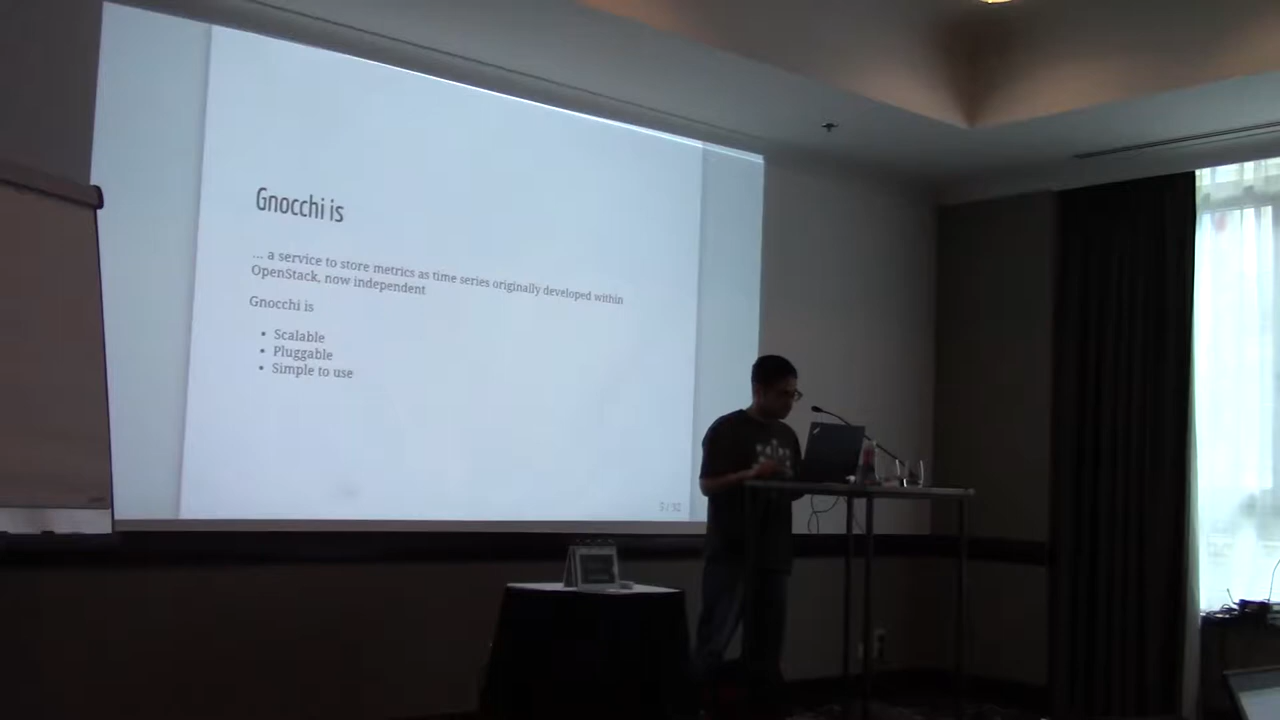 Gnocchi is
... a service to store metrics as time series originally developed within
OpenStack, now independent
Gnocchi is
• Scalable
• Pluggable
• Simple to use